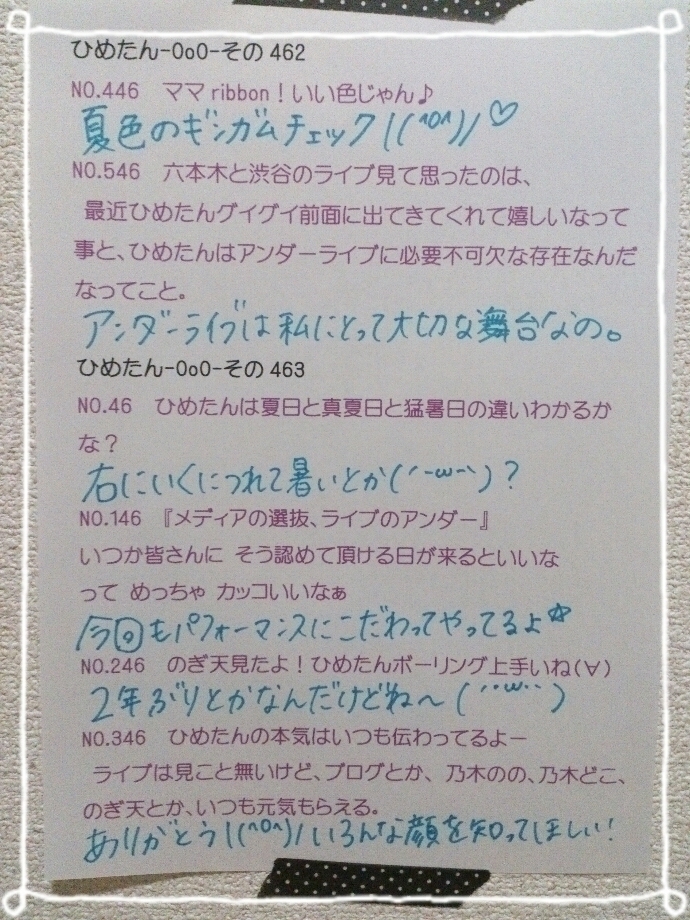 ひめたん-OoO-その462
NO.446　ママribbon！いい色じゃん♪
夏色のギンガムチェック\(^o^)/♡
NO.546　六本木と渋谷のライブ見て思ったのは、
最近ひめたんグイグイ前面に出てきてくれて嬉しいなって
事と、ひめたんはアンダーライブに必要不可欠な存在なんだ
なってこと。
アンダーライブは私にとって大切な舞台なの。
ひめたん-OoO-その463
NO.46　ひめたんは夏日と真夏日と猛暑日の違いわかるか
な？
右にいくにつれて暑いとか(´-ω-`)？
NO.146　『メディアの選抜、ライブのアンダー』
いつか皆さんに　そう認めて頂ける日が来るといいな
って　めっちゃ　カッコいいなぁ
今回もパフォーマンスにこだわってやってるよ☆
NO.246　のぎ天見たよ！ひめたんボーリング上手いね(∀)
2年ぶりとかなんだけどね〜(´･ω･`)
NO.346　ひめたんの本気はいつも伝わってるよー
ライブは見こと無いけど、ブログとか、乃木のの、乃木どこ、
のぎ天とか、いつも元気もらえる。
ありがとう\(^o^)/いろんな顔を知ってほしい！